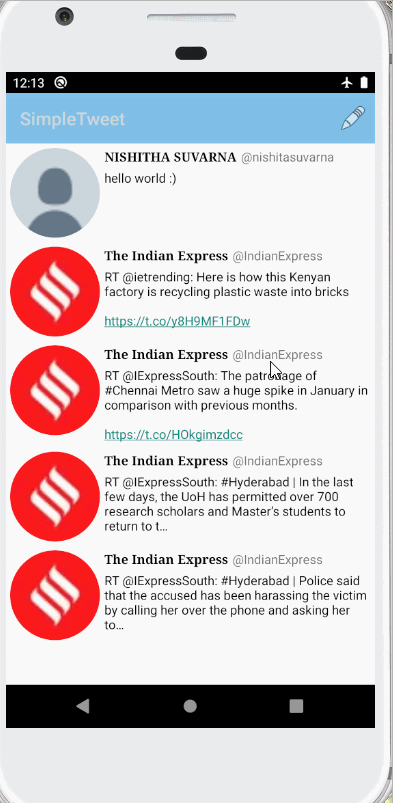 12:13
SimpleTweet
NISHITHA SUVARNA @nishitasuvarna
hello world :)
The Indian Express @IndianExpress
RT @ietrending: Here is how this Kenyan
factory is recycling plastic waste into bricks
https://t.co/y8H9MF1FDw
The Indian Express @IndianExpress
RT @IExpressSouth: The patronage of
#Chennai Metro saw a huge spike in January in
comparison with previous months.
https://t.co/HOkgimzdcc
The Indian Express @IndianExpress
RT @IExpressSouth: #Hyderabad | In the last
few days, the UoH has permitted over 700
research scholars and Master's students to
return to t…
The Indian Express @IndianExpress
RT @IExpressSouth: #Hyderabad | Police said
that the accused has been harassing the victim
by calling her over the phone and asking her
to…